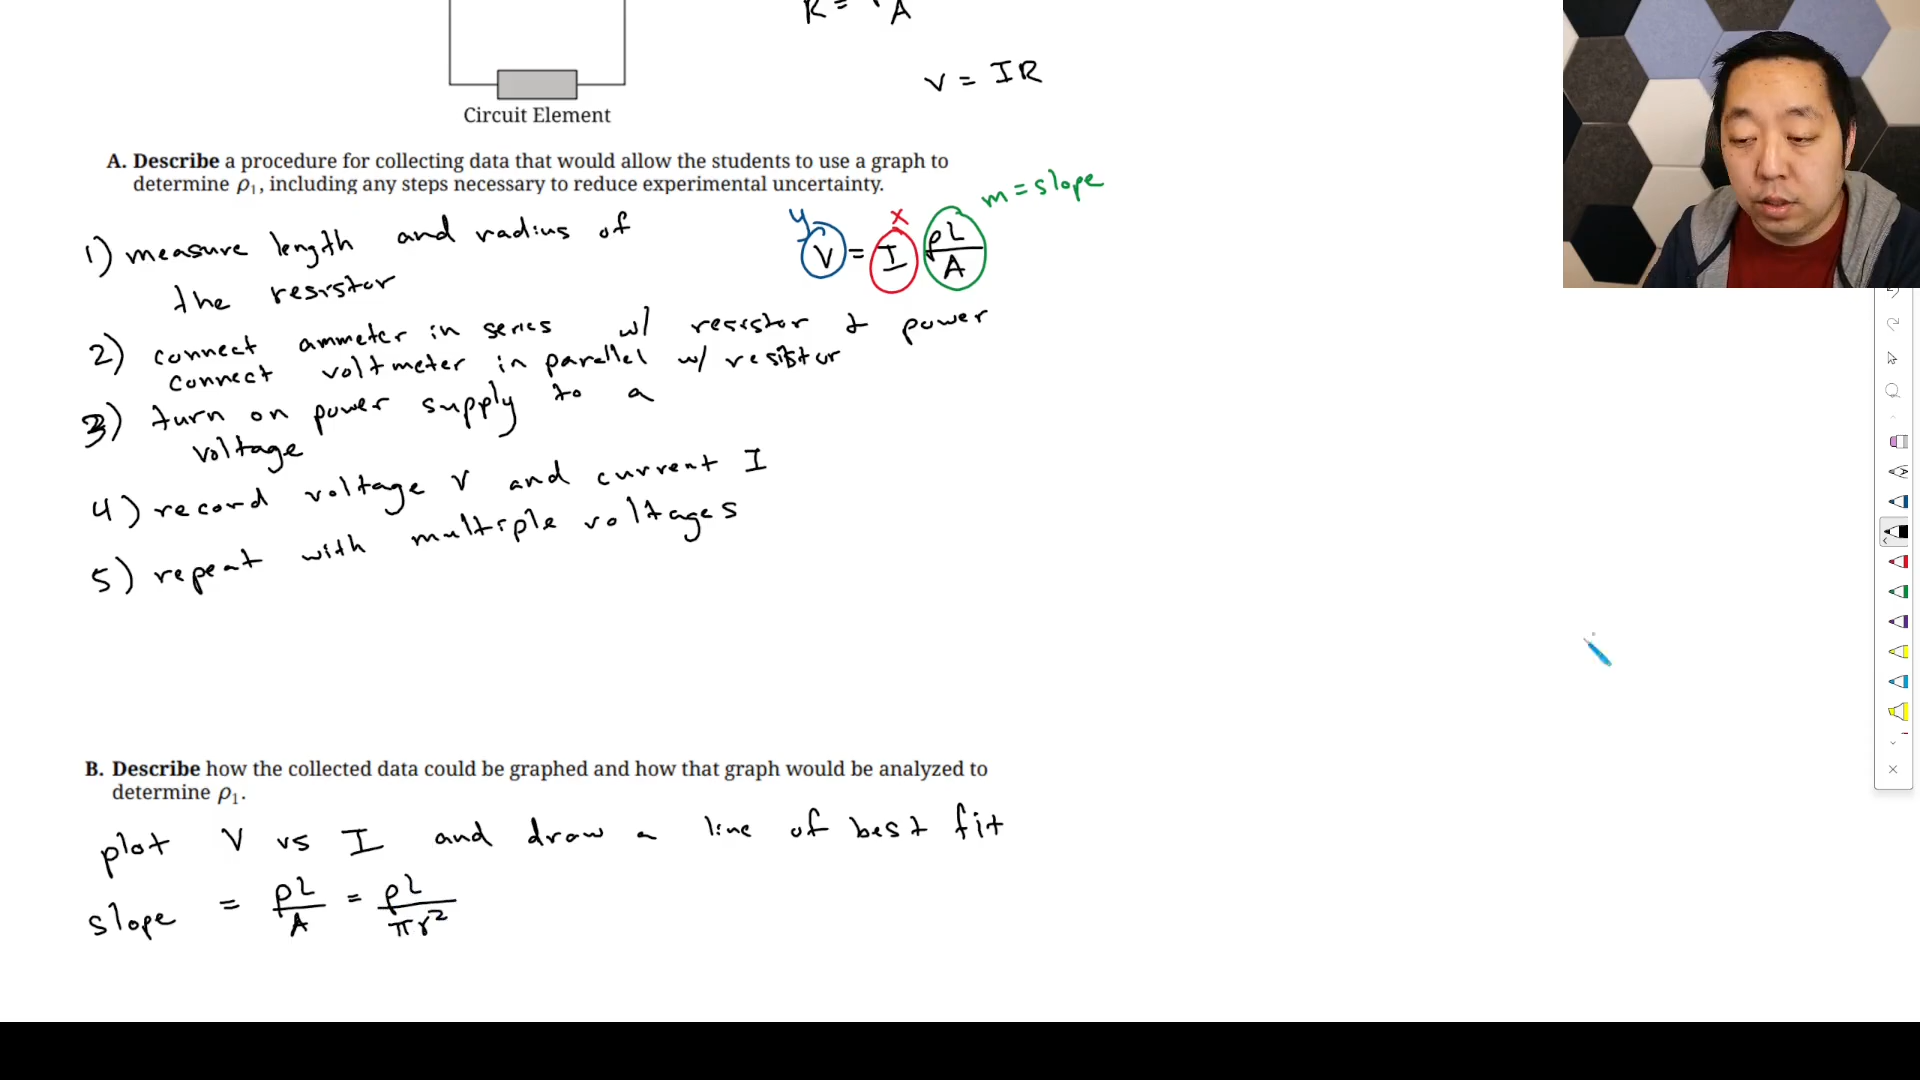 R = ρ
A
V = IR
Circuit Element
A. Describe a procedure for collecting data that would allow the students to use a graph to
determine ρ₁, including any steps necessary to reduce experimental uncertainty.
m = slope
y x
V = I ρL
A
1) measure length and radius of
the resistor
2) connect ammeter in series w/ resistor & power
connect voltmeter in parallel w/ resistor
3) turn on power supply to a
voltage
4) record voltage V and current I
5) repeat with multiple voltages
B. Describe how the collected data could be graphed and how that graph would be analyzed to
determine ρ₁.
plot V vs I and draw a line of best fit
slope = ρL/A = ρL/πr²